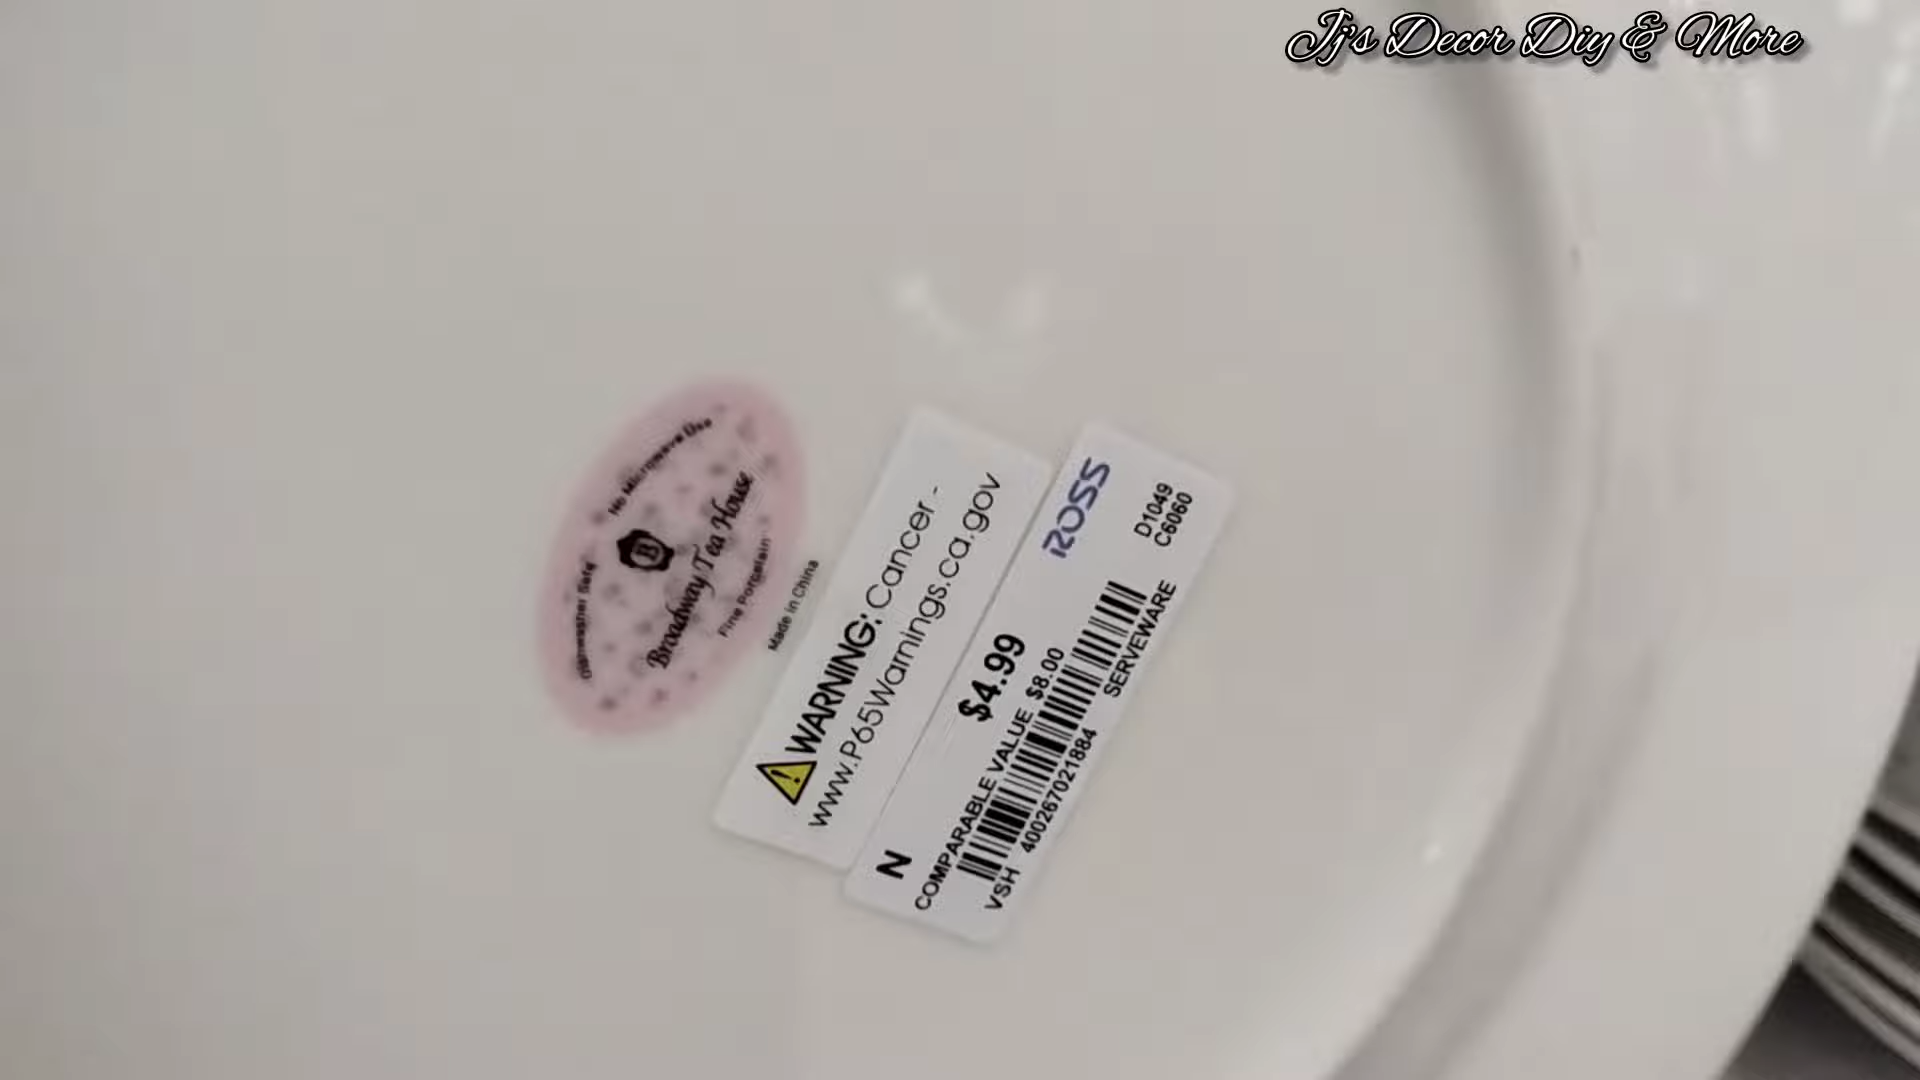 Jj's Decor Diy & More
No Microwave Use
Dishwasher Safe
B
Broadway Tea House
Fine Porcelain
Made in China
WARNING: Cancer -
www.P65Warnings.ca.gov
ROSS
D1049
C6060
N
$4.99
COMPARABLE VALUE $8.00
VSH 400267021884
SERVEWARE